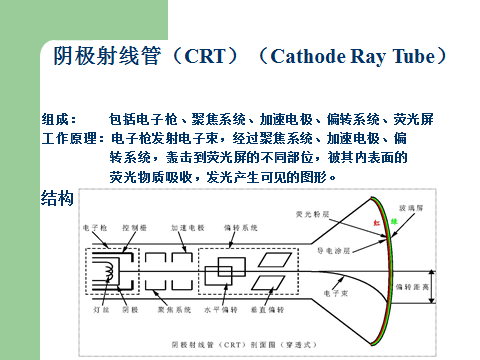 阴极射线管（CRT）（Cathode Ray Tube）
组成： 包括电子枪、聚焦系统、加速电极、偏转系统、荧光屏
工作原理：电子枪发射电子束，经过聚焦系统、加速电极、偏
转系统，轰击到荧光屏的不同部位，被其内表面的
荧光物质吸收，发光产生可见的图形。
结构
荧光粉层 玻璃屏
红 绿
电子枪 控制栅 加速电极 偏转系统
导电涂层
偏转距离
电子束
灯丝 阴极 聚焦系统 水平偏转 垂直偏转
阴极射线管（CRT）剖面图（穿透式）